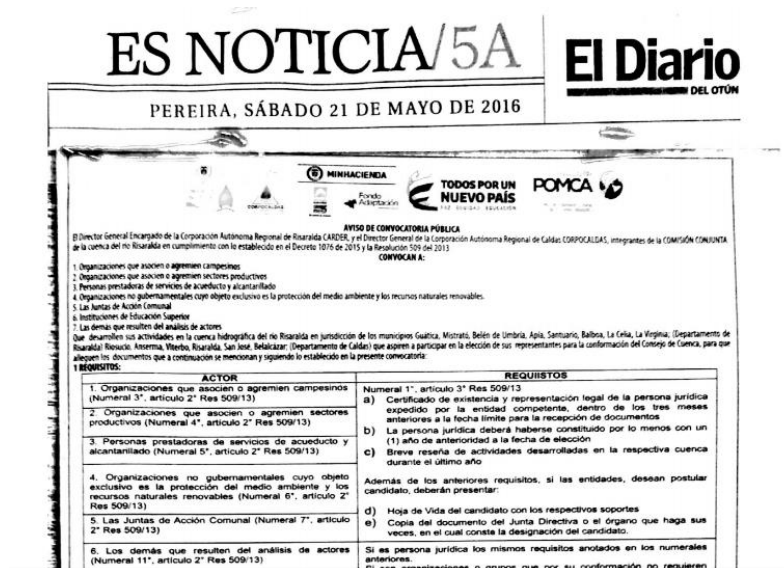 ES NOTICIA/5A
El Diario
DEL OTÚN
PEREIRA, SÁBADO 21 DE MAYO DE 2016
MINHACIENDA
CORPOCALDAS
Fondo
Adaptación
TODOS POR UN
NUEVO PAÍS
PAZ EQUIDAD EDUCACIÓN
POMCA
AVISO DE CONVOCATORIA PÚBLICA
El Director General Encargado de la Corporación Autónoma Regional de Risaralda CARDER, y el Director General de la Corporación Autónoma Regional de Caldas CORPOCALDAS, integrantes de la COMISIÓN CONJUNTA
de la cuenca del río Risaralda en cumplimiento con lo establecido en el Decreto 1076 de 2015 y la Resolución 509 del 2013
CONVOCAN A:
1. Organizaciones que asocien o agremien campesinos
2. Organizaciones que asocien o agremien sectores productivos
3. Personas prestadoras de servicios de acueducto y alcantarillado
4. Organizaciones no gubernamentales cuyo objeto exclusivo es la protección del medio ambiente y los recursos naturales renovables.
5. Las Juntas de Acción Comunal
6. Instituciones de Educación Superior
7. Las demás que resulten del análisis de actores
Que desarrollen sus actividades en la cuenca hidrográfica del río Risaralda en jurisdicción de los municipios Guática, Mistrató, Belén de Umbría, Apía, Santuario, Balboa, La Celia, La Virginia; (Departamento de
Risaralda) Riosucio, Anserma, Viterbo, Risaralda, San José, Belalcázar; (Departamento de Caldas) que aspiren a participar en la elección de sus representantes para la conformación del Consejo de Cuenca, para que
alleguen los documentos que a continuación se mencionan y siguiendo lo establecido en la presente convocatoria:
1 REQUISITOS:
ACTOR
1. Organizaciones que asocien o agremien campesinos
(Numeral 3°, artículo 2° Res 509/13)
2. Organizaciones que asocien o agremien sectores
productivos (Numeral 4°, artículo 2° Res 509/13)
3. Personas prestadoras de servicios de acueducto y
alcantarillado (Numeral 5°, artículo 2° Res 509/13)
4. Organizaciones no gubernamentales cuyo objeto
exclusivo es la protección del medio ambiente y los
recursos naturales renovables (Numeral 6°, artículo 2°
Res 509/13)
5. Las Juntas de Acción Comunal (Numeral 7°, artículo
2° Res 509/13)
6. Los demás que resulten del análisis de actores
(Numeral 11°, artículo 2° Res 509/13)
REQUIISTOS
Numeral 1°, artículo 3° Res 509/13
a) Certificado de existencia y representación legal de la persona jurídica
expedido por la entidad competente, dentro de los tres meses
anteriores a la fecha límite para la recepción de documentos
b) La persona jurídica deberá haberse constituido por lo menos con un
(1) año de anterioridad a la fecha de elección
c) Breve reseña de actividades desarrolladas en la respectiva cuenca
durante el último año
Además de los anteriores requisitos, si las entidades, desean postular
candidato, deberán presentar:
d) Hoja de Vida del candidato con los respectivos soportes
e) Copia del documento del Junta Directiva o el órgano que haga sus
veces, en el cual conste la designación del candidato.
Si es persona jurídica los mismos requisitos anotados en los numerales
anteriores.
Si son organizaciones o grupos que por su conformación no requieren